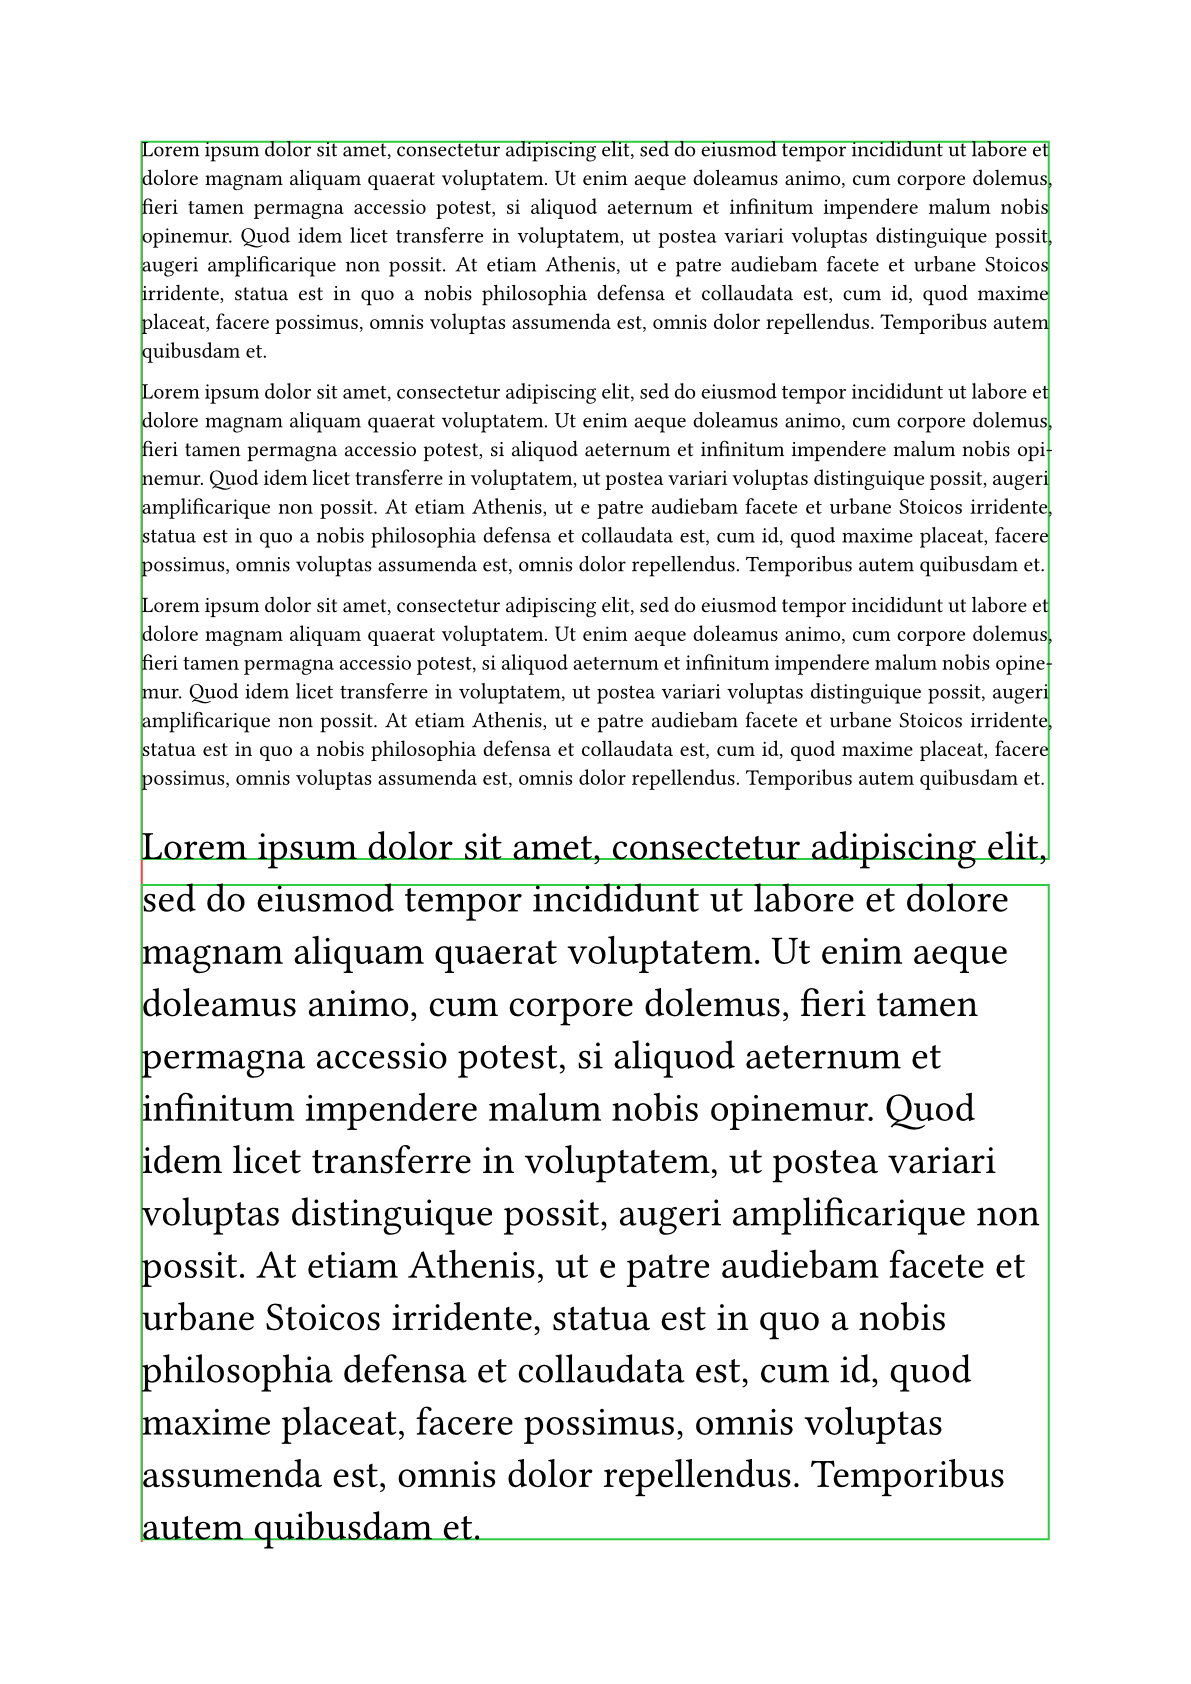 Lorem ipsum dolor sit amet, consectetur adipiscing elit, sed do eiusmod tempor incididunt ut labore et
dolore magnam aliquam quaerat voluptatem. Ut enim aeque doleamus animo, cum corpore dolemus,
fieri tamen permagna accessio potest, si aliquod aeternum et infinitum impendere malum nobis
opinemur. Quod idem licet transferre in voluptatem, ut postea variari voluptas distinguique possit,
augeri amplificarique non possit. At etiam Athenis, ut e patre audiebam facete et urbane Stoicos
irridente, statua est in quo a nobis philosophia defensa et collaudata est, cum id, quod maxime
placeat, facere possimus, omnis voluptas assumenda est, omnis dolor repellendus. Temporibus autem
quibusdam et.
Lorem ipsum dolor sit amet, consectetur adipiscing elit, sed do eiusmod tempor incididunt ut labore et
dolore magnam aliquam quaerat voluptatem. Ut enim aeque doleamus animo, cum corpore dolemus,
fieri tamen permagna accessio potest, si aliquod aeternum et infinitum impendere malum nobis opi-
nemur. Quod idem licet transferre in voluptatem, ut postea variari voluptas distinguique possit, augeri
amplificarique non possit. At etiam Athenis, ut e patre audiebam facete et urbane Stoicos irridente,
statua est in quo a nobis philosophia defensa et collaudata est, cum id, quod maxime placeat, facere
possimus, omnis voluptas assumenda est, omnis dolor repellendus. Temporibus autem quibusdam et.
Lorem ipsum dolor sit amet, consectetur adipiscing elit, sed do eiusmod tempor incididunt ut labore et
dolore magnam aliquam quaerat voluptatem. Ut enim aeque doleamus animo, cum corpore dolemus,
fieri tamen permagna accessio potest, si aliquod aeternum et infinitum impendere malum nobis opine-
mur. Quod idem licet transferre in voluptatem, ut postea variari voluptas distinguique possit, augeri
amplificarique non possit. At etiam Athenis, ut e patre audiebam facete et urbane Stoicos irridente,
statua est in quo a nobis philosophia defensa et collaudata est, cum id, quod maxime placeat, facere
possimus, omnis voluptas assumenda est, omnis dolor repellendus. Temporibus autem quibusdam et.
Lorem ipsum dolor sit amet, consectetur adipiscing elit,
sed do eiusmod tempor incididunt ut labore et dolore
magnam aliquam quaerat voluptatem. Ut enim aeque
doleamus animo, cum corpore dolemus, fieri tamen
permagna accessio potest, si aliquod aeternum et
infinitum impendere malum nobis opinemur. Quod
idem licet transferre in voluptatem, ut postea variari
voluptas distinguique possit, augeri amplificarique non
possit. At etiam Athenis, ut e patre audiebam facete et
urbane Stoicos irridente, statua est in quo a nobis
philosophia defensa et collaudata est, cum id, quod
maxime placeat, facere possimus, omnis voluptas
assumenda est, omnis dolor repellendus. Temporibus
autem quibusdam et.